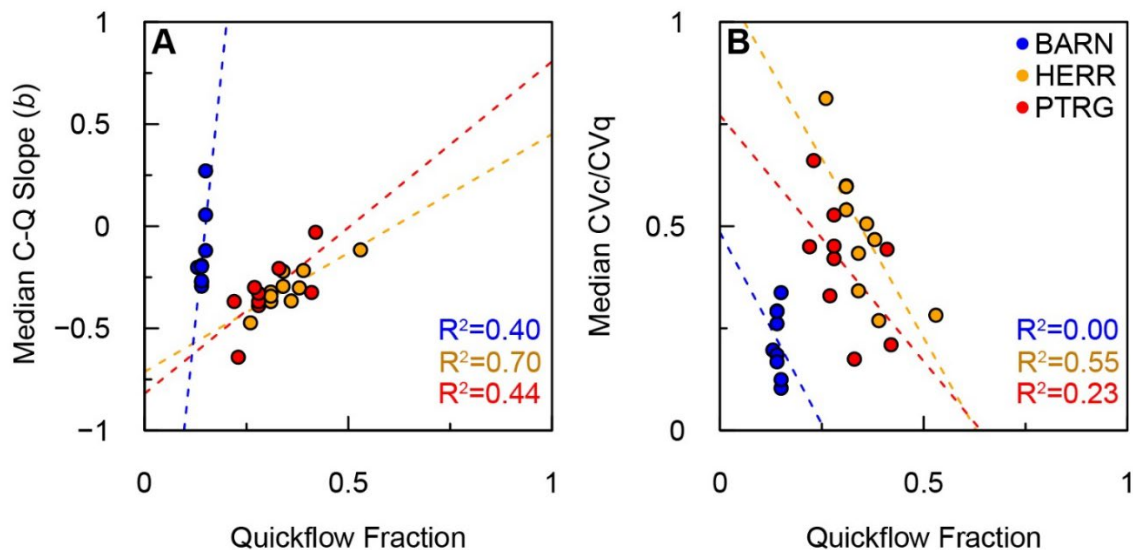 A
Median C-Q Slope (b)
1
0.5
0
−0.5
−1
R²=0.40
R²=0.70
R²=0.44
0
0.5
1
Quickflow Fraction
B
Median CVc/CVq
1
0.5
0
BARN
HERR
PTRG
R²=0.00
R²=0.55
R²=0.23
0
0.5
1
Quickflow Fraction